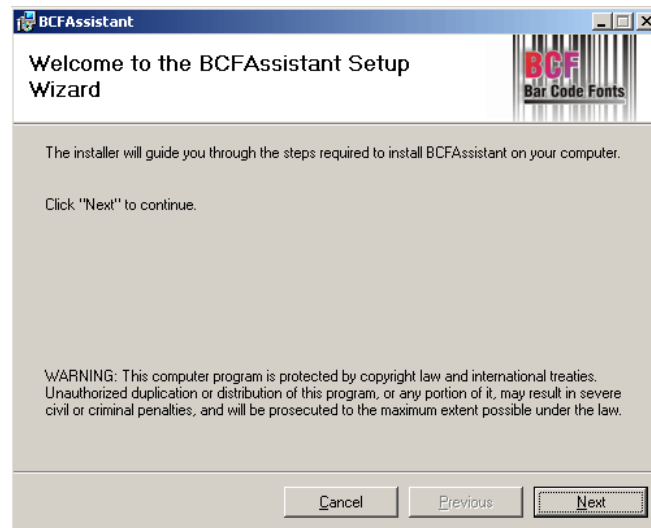 BCFAssistant
Welcome to the BCFAssistant Setup
Wizard
BCF
Bar Code Fonts
The installer will guide you through the steps required to install BCFAssistant on your computer.
Click "Next" to continue.
WARNING: This computer program is protected by copyright law and international treaties.
Unauthorized duplication or distribution of this program, or any portion of it, may result in severe
civil or criminal penalties, and will be prosecuted to the maximum extent possible under the law.
Cancel Previous Next